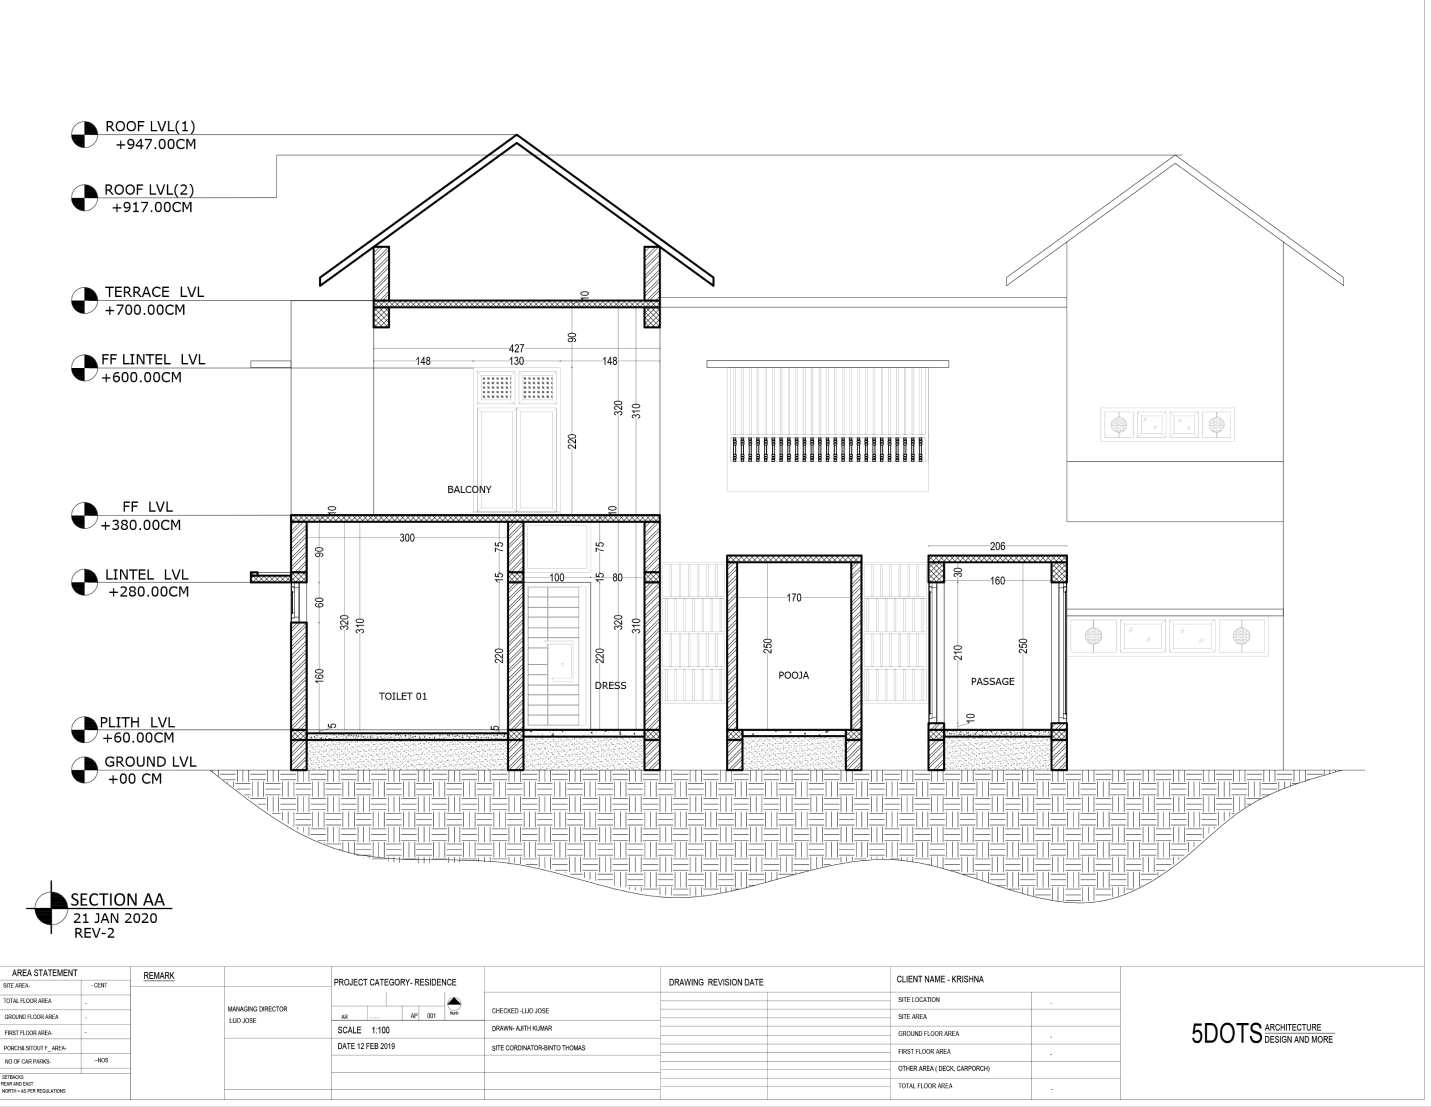 ROOF LVL(1)
+947.00CM
ROOF LVL(2)
+917.00CM
TERRACE LVL
+700.00CM
FF LINTEL LVL
+600.00CM
FF LVL
+380.00CM
LINTEL LVL
+280.00CM
PLITH LVL
+60.00CM
GROUND LVL
+00 CM
10
90
427
148 130 148
320
310
220
BALCONY
10
10
300
90
75
75
15
100
15
80
60
320
310
320
310
160
220
220
TOILET 01
DRESS
5
5
170
250
POOJA
206
30
160
210
250
PASSAGE
10
SECTION AA
21 JAN 2020
REV-2
AREA STATEMENT
SITE AREA- - CENT
TOTAL FLOOR AREA -
GROUND FLOOR AREA -
FIRST FLOOR AREA- -
PORCH& SITOUT F_ AREA-
NO OF CAR PARKS- --NOS
SETBACKS
REAR AND EAST
NORTH = AS PER REGULATIONS
REMARK
MANAGING DIRECTOR
LIJO JOSE
PROJECT CATEGORY- RESIDENCE
AR ..... AP 001
North
SCALE 1:100
DATE 12 FEB 2019
CHECKED -LIJO JOSE
DRAWN- AJITH KUMAR
SITE CORDINATOR-BINTO THOMAS
DRAWING REVISION DATE
CLIENT NAME - KRISHNA
SITE LOCATION -
SITE AREA
GROUND FLOOR AREA -
FIRST FLOOR AREA -
OTHER AREA ( DECK, CARPORCH)
TOTAL FLOOR AREA -
5DOTS ARCHITECTURE
DESIGN AND MORE